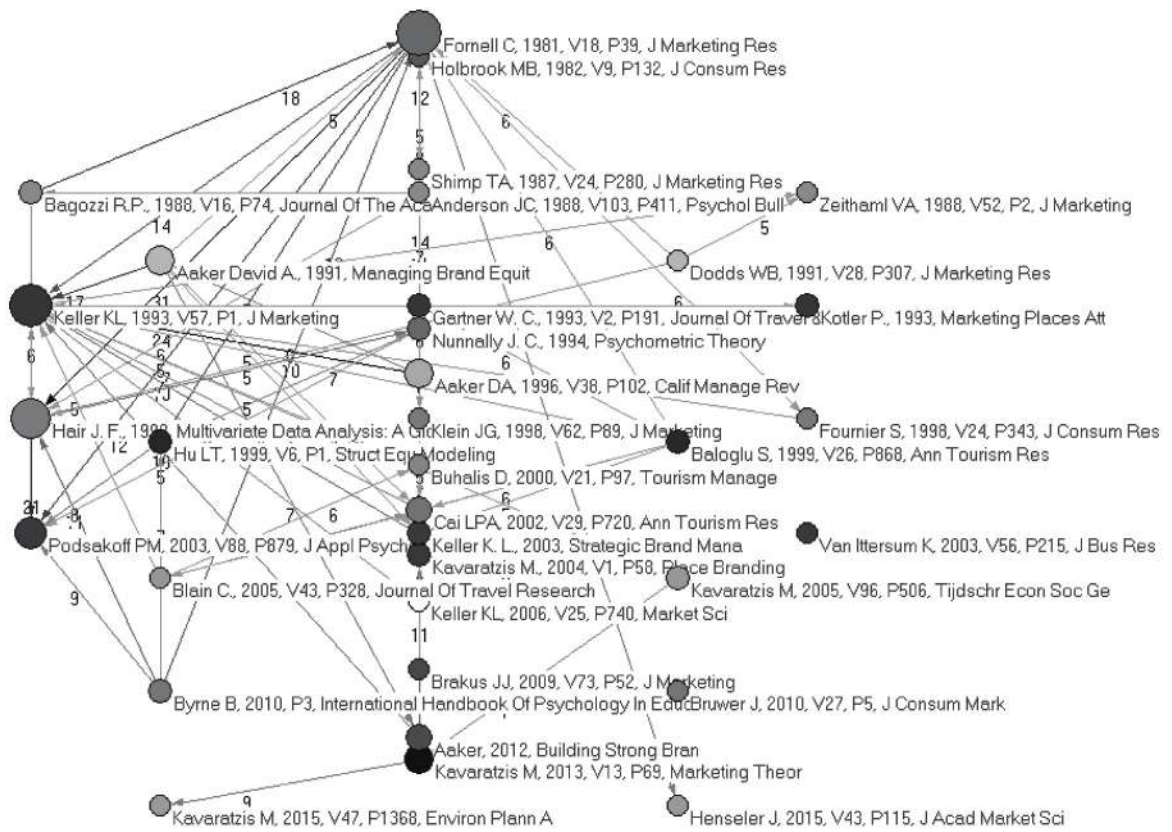 Fornell C, 1981, V18, P39, J Marketing Res
Holbrook MB, 1982, V9, P132, J Consum Res
18
5
12
6
5
Shimp TA, 1987, V24, P280, J Marketing Res
Bagozzi R.P., 1988, V16, P74, Journal Of The Aca
Anderson JC, 1988, V103, P411, Psychol Bull
Zeithaml VA, 1988, V52, P2, J Marketing
14
14
6
5
Aaker David A., 1991, Managing Brand Equit
Dodds WB, 1991, V28, P307, J Marketing Res
17
31
6
Keller KL, 1993, V57, P1, J Marketing
Gartner W. C., 1993, V2, P191, Journal Of Travel &
Kotler P., 1993, Marketing Places Att
Nunnally J. C., 1994, Psychometric Theory
24
6
6
6
5
5
10
7
Aaker DA, 1996, V38, P102, Calif Manage Rev
5
5
Hair J. F.,
Multivariate Data Analysis: A Glo
Klein JG, 1998, V62, P89, J Marketing
Fournier S, 1998, V24, P343, J Consum Res
12
Hu LT, 1999, V6, P1, Struct Equ Modeling
Baloglu S, 1999, V26, P868, Ann Tourism Res
5
Buhalis D, 2000, V21, P97, Tourism Manage
6
21
7
6
Cai LPA, 2002, V29, P720, Ann Tourism Res
Podsakoff PM, 2003, V88, P879, J Appl Psych
Keller K. L., 2003, Strategic Brand Mana
Van Ittersum K, 2003, V56, P215, J Bus Res
Kavaratzis M., 2004, V1, P58, Place Branding
Blain C., 2005, V43, P328, Journal Of Travel Research
Kavaratzis M, 2005, V96, P506, Tijdschr Econ Soc Ge
9
Keller KL, 2006, V25, P740, Market Sci
11
Brakus JJ, 2009, V73, P52, J Marketing
Byrne B, 2010, P3, International Handbook Of Psychology In Educ
Bruwer J, 2010, V27, P5, J Consum Mark
Aaker, 2012, Building Strong Bran
Kavaratzis M, 2013, V13, P69, Marketing Theor
9
Kavaratzis M, 2015, V47, P1368, Environ Plann A
Henseler J, 2015, V43, P115, J Acad Market Sci